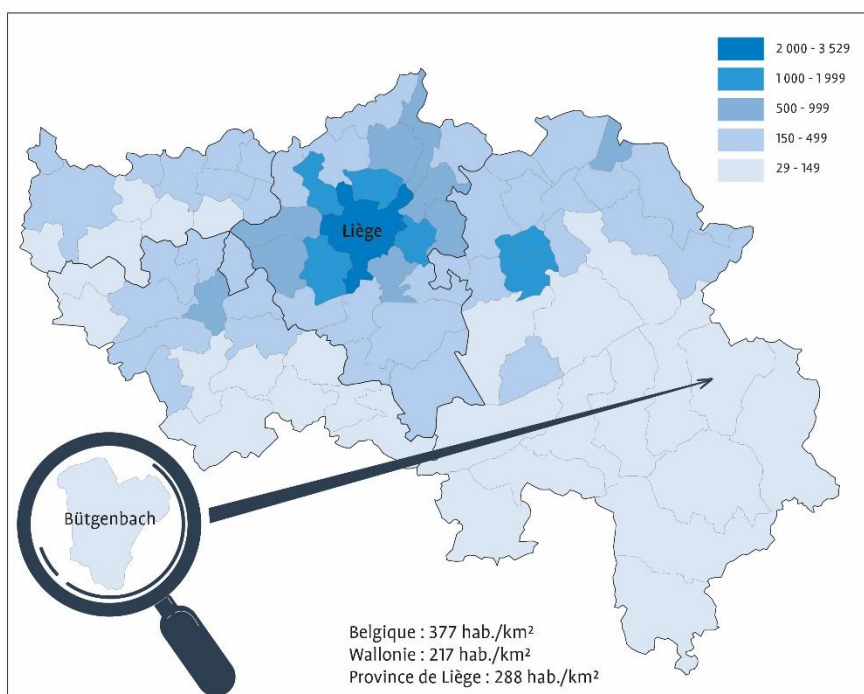 2 000 - 3 529
1 000 - 1 999
500 - 999
150 - 499
29 - 149
Liège
Bütgenbach
Belgique : 377 hab./km²
Wallonie : 217 hab./km²
Province de Liège : 288 hab./km²